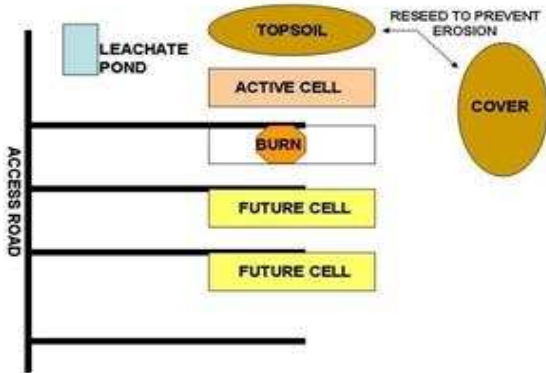 RESEED TO PREVENT
EROSION
TOPSOIL
LEACHATE
POND
ACTIVE CELL
COVER
BURN
ACCESS ROAD
FUTURE CELL
FUTURE CELL